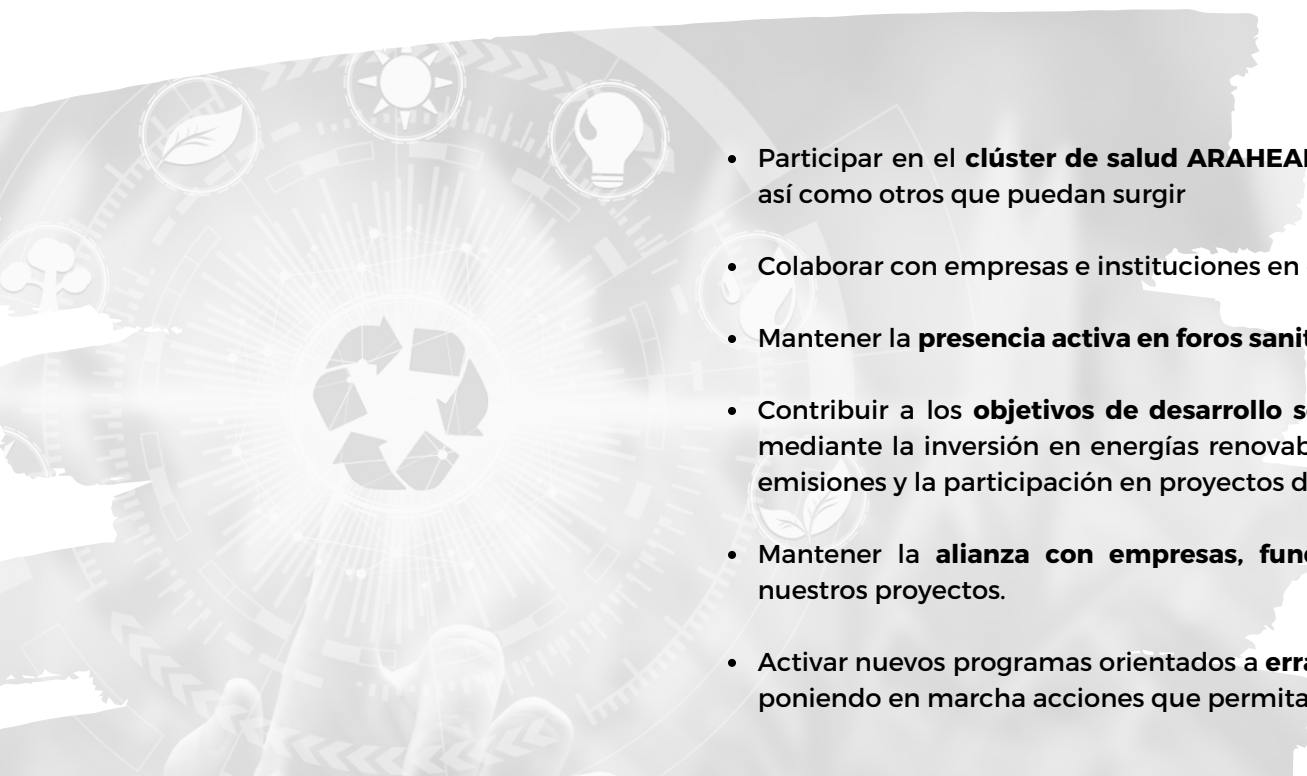 • Participar en el clúster de salud
así como otros que puedan surgir
• Colaborar con empresas e instituciones en
• Mantener la presencia activa en foros
• Contribuir a los objetivos de desarrollo
mediante la inversión en energías
emisiones y la participación en proyectos
• Mantener la alianza con empresas,
nuestros proyectos.
• Activar nuevos programas orientados a
poniendo en marcha acciones que